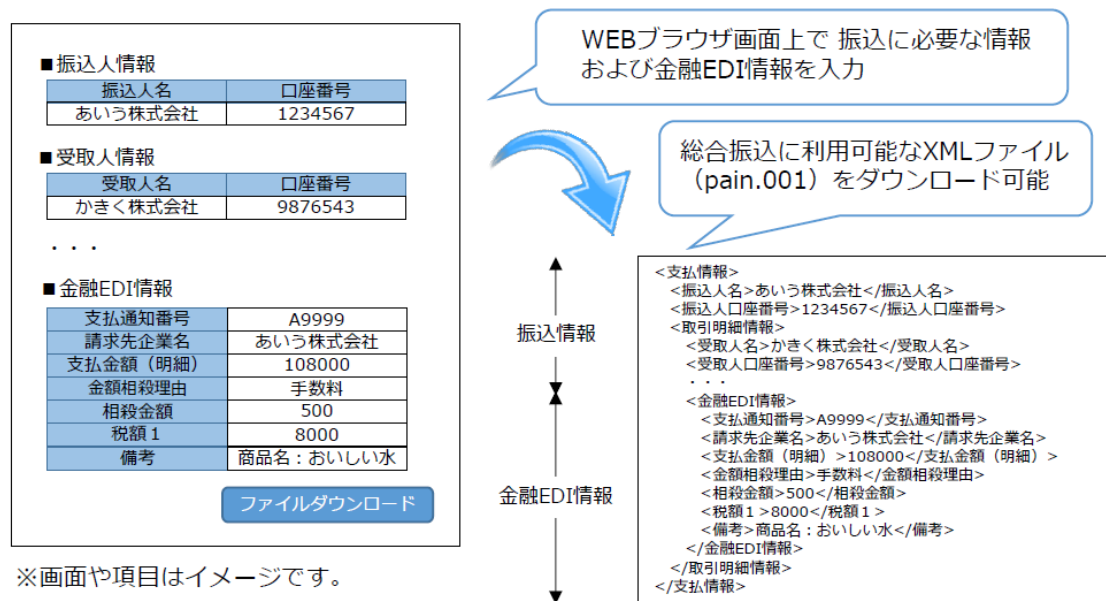 ■振込人情報
振込人名 口座番号
あいう株式会社 1234567
■受取人情報
受取人名 口座番号
かきく株式会社 9876543
・・・
■金融EDI情報
支払通知番号 A9999
請求先企業名 あいう株式会社
支払金額（明細） 108000
金額相殺理由 手数料
相殺金額 500
税額１ 8000
備考 商品名：おいしい水
ファイルダウンロード
※画面や項目はイメージです。
WEBブラウザ画面上で 振込に必要な情報
および金融EDI情報を入力
総合振込に利用可能なXMLファイル
（pain.001）をダウンロード可能
振込情報
金融EDI情報
<支払情報>
<振込人名>あいう株式会社</振込人名>
<振込人口座番号>1234567</振込人口座番号>
<取引明細情報>
<受取人名>かきく株式会社</受取人名>
<受取人口座番号>9876543</受取人口座番号>
・・・
<金融EDI情報>
<支払通知番号>A9999</支払通知番号>
<請求先企業名>あいう株式会社</請求先企業名>
<支払金額（明細）>108000</支払金額（明細）>
<金額相殺理由>手数料</金額相殺理由>
<相殺金額>500</相殺金額>
<税額１>8000</税額１>
<備考>商品名：おいしい水</備考>
</金融EDI情報>
</取引明細情報>
</支払情報>